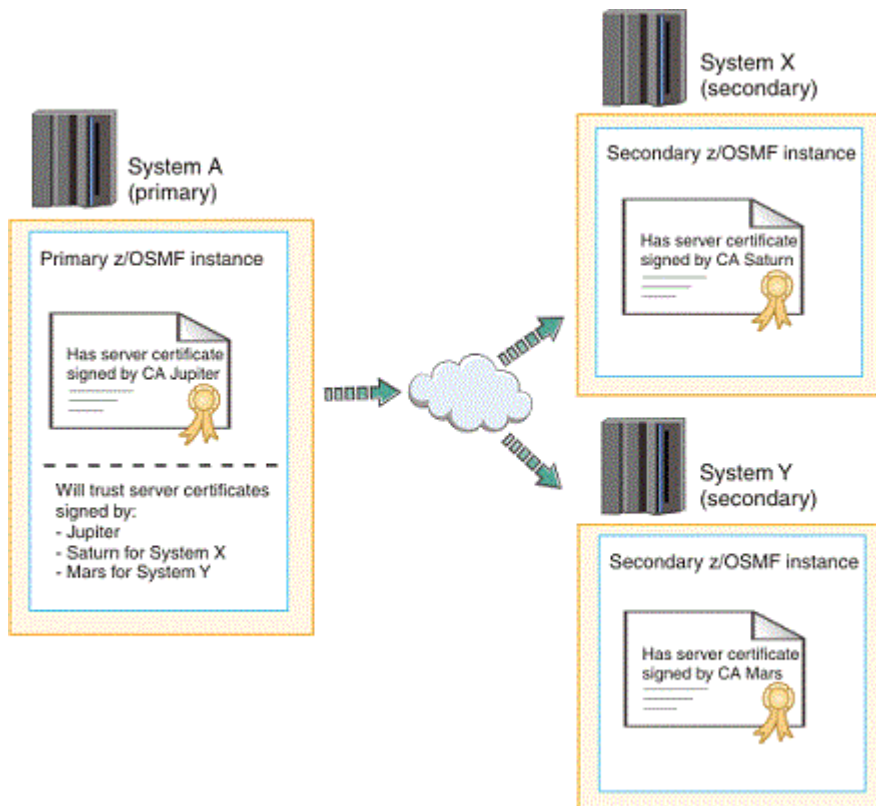 System A
(primary)
Primary z/OSMF instance
Has server certificate
signed by CA Jupiter
Will trust server certificates
signed by:
- Jupiter
- Saturn for System X
- Mars for System Y
System X
(secondary)
Secondary z/OSMF instance
Has server certificate
signed by CA Saturn
System Y
(secondary)
Secondary z/OSMF instance
Has server certificate
signed by CA Mars